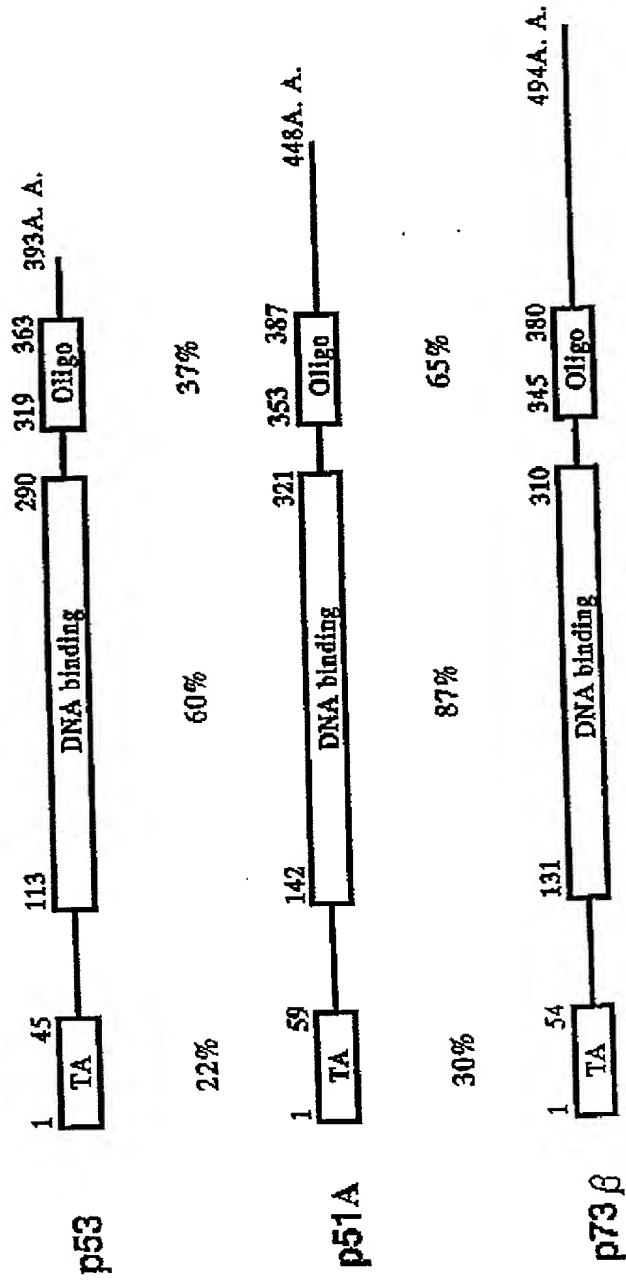 p53
1 45 113 290 319 363 393A. A.
TA DNA binding Oligo
22% 60% 37%
p51A
1 59 142 321 353 387 448A. A.
TA DNA binding Oligo
30% 87% 65%
p73β
1 54 131 310 345 380 494A. A.
TA DNA binding Oligo